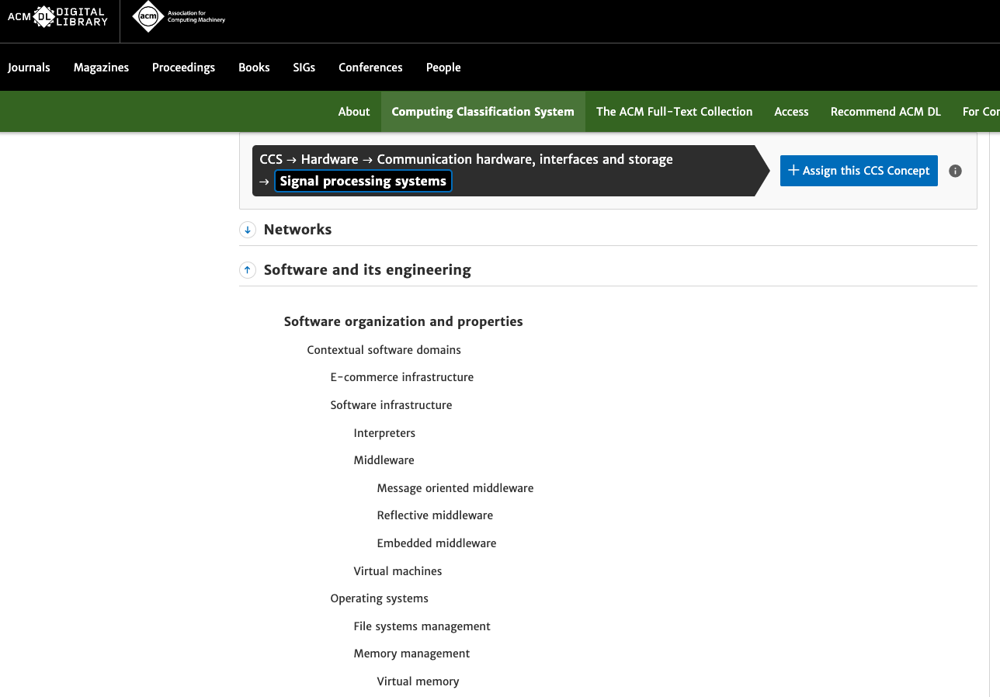 ACM DL DIGITAL LIBRARY
acm Association for Computing Machinery
Journals Magazines Proceedings Books SIGs Conferences People
About Computing Classification System The ACM Full-Text Collection Access Recommend ACM DL For Cor
CCS → Hardware → Communication hardware, interfaces and storage
→ Signal processing systems
+ Assign this CCS Concept
Networks
Software and its engineering
Software organization and properties
Contextual software domains
E-commerce infrastructure
Software infrastructure
Interpreters
Middleware
Message oriented middleware
Reflective middleware
Embedded middleware
Virtual machines
Operating systems
File systems management
Memory management
Virtual memory